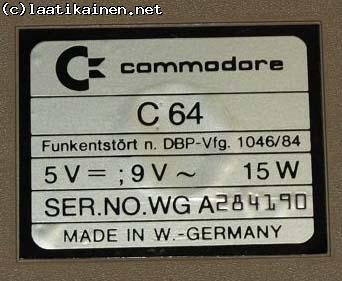 (c)laatikainen.net
commodore
C 64
Funkentstört n. DBP-Vfg. 1046/84
5 V ⎓ ; 9 V ~ 15 W
SER.NO.WG A284190
MADE IN W.-GERMANY